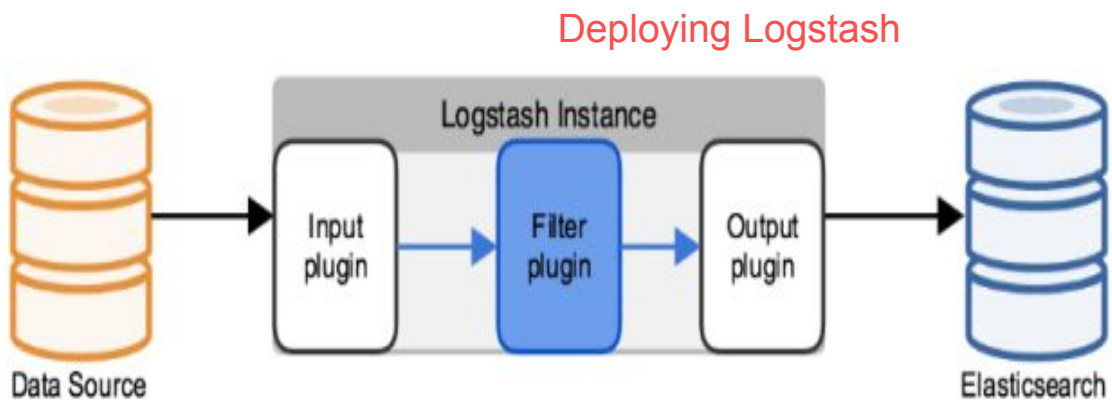 Deploying Logstash
Logstash Instance
Input
plugin
Filter
plugin
Output
plugin
Data Source
Elasticsearch